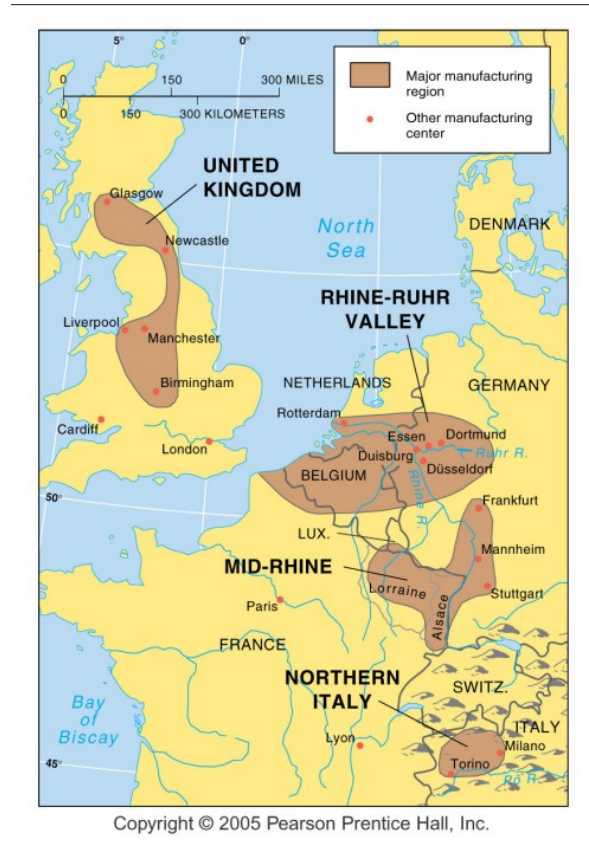 5°
0°
0 150 300 MILES
0 150 300 KILOMETERS
Major manufacturing
region
Other manufacturing
center
UNITED
KINGDOM
Glasgow
Newcastle
North
Sea
DENMARK
RHINE-RUHR
VALLEY
Liverpool
Manchester
Birmingham
NETHERLANDS
GERMANY
Rotterdam
Cardiff
London
Essen
Dortmund
Duisburg
Ruhr R.
Düsseldorf
BELGIUM
Rhine R.
50°
Frankfurt
LUX.
MID-RHINE
Mannheim
Lorraine
Stuttgart
Alsace
Paris
FRANCE
NORTHERN
ITALY
SWITZ.
Bay
of
Biscay
ITALY
Lyon
Milano
Torino
Po R.
45°
Copyright © 2005 Pearson Prentice Hall, Inc.